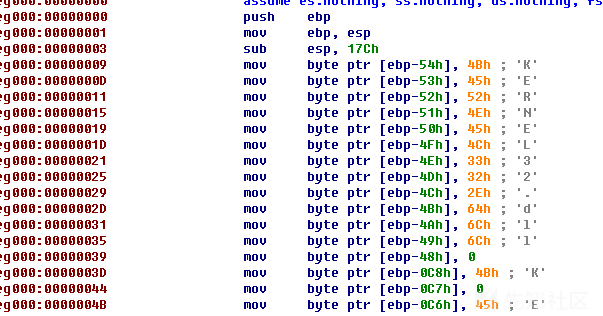 eg000:00000000 assume es:nothing, ss:nothing, ds:nothing, fs
eg000:00000000 push ebp
eg000:00000001 mov ebp, esp
eg000:00000003 sub esp, 17Ch
eg000:00000009 mov byte ptr [ebp-54h], 4Bh ; 'K'
eg000:0000000D mov byte ptr [ebp-53h], 45h ; 'E'
eg000:00000011 mov byte ptr [ebp-52h], 52h ; 'R'
eg000:00000015 mov byte ptr [ebp-51h], 4Eh ; 'N'
eg000:00000019 mov byte ptr [ebp-50h], 45h ; 'E'
eg000:0000001D mov byte ptr [ebp-4Fh], 4Ch ; 'L'
eg000:00000021 mov byte ptr [ebp-4Eh], 33h ; '3'
eg000:00000025 mov byte ptr [ebp-4Dh], 32h ; '2'
eg000:00000029 mov byte ptr [ebp-4Ch], 2Eh ; '.'
eg000:0000002D mov byte ptr [ebp-4Bh], 64h ; 'd'
eg000:00000031 mov byte ptr [ebp-4Ah], 6Ch ; 'l'
eg000:00000035 mov byte ptr [ebp-49h], 6Ch ; 'l'
eg000:00000039 mov byte ptr [ebp-48h], 0
eg000:0000003D mov byte ptr [ebp-0C8h], 4Bh ; 'K'
eg000:00000044 mov byte ptr [ebp-0C7h], 0
eg000:0000004B mov byte ptr [ebp-0C6h], 45h ; 'E'